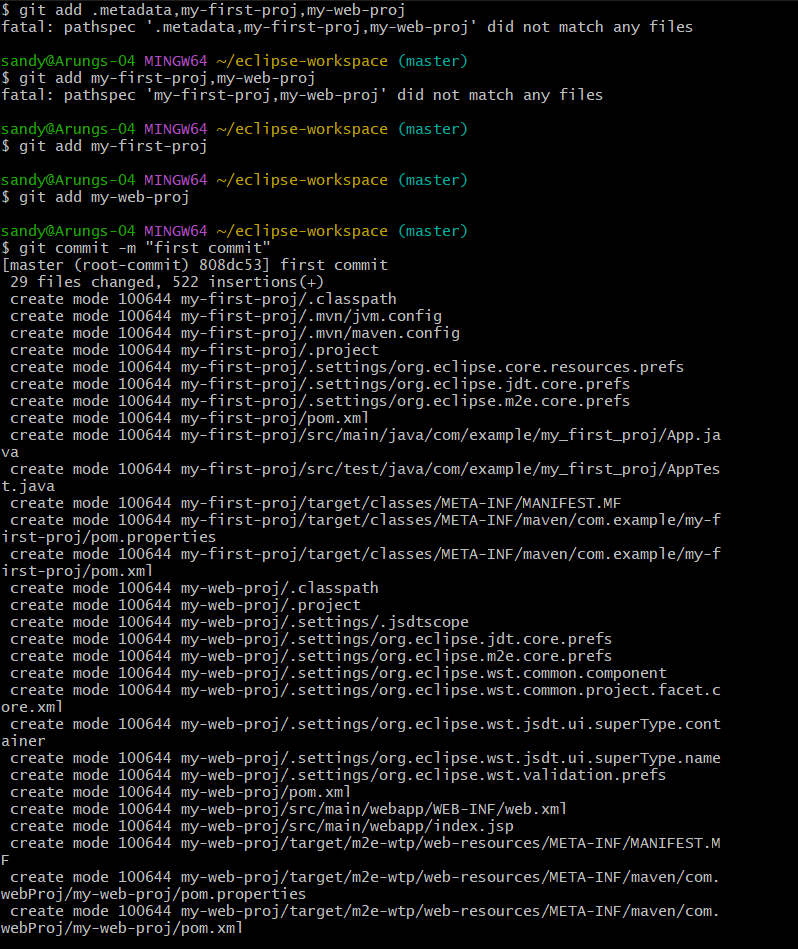 $ git add .metadata,my-first-proj,my-web-proj
fatal: pathspec '.metadata,my-first-proj,my-web-proj' did not match any files
sandy@Arungs-04 MINGW64 ~/eclipse-workspace (master)
$ git add my-first-proj,my-web-proj
fatal: pathspec 'my-first-proj,my-web-proj' did not match any files
sandy@Arungs-04 MINGW64 ~/eclipse-workspace (master)
$ git add my-first-proj
sandy@Arungs-04 MINGW64 ~/eclipse-workspace (master)
$ git add my-web-proj
sandy@Arungs-04 MINGW64 ~/eclipse-workspace (master)
$ git commit -m "first commit"
[master (root-commit) 808dc53] first commit
 29 files changed, 522 insertions(+)
 create mode 100644 my-first-proj/.classpath
 create mode 100644 my-first-proj/.mvn/jvm.config
 create mode 100644 my-first-proj/.mvn/maven.config
 create mode 100644 my-first-proj/.project
 create mode 100644 my-first-proj/.settings/org.eclipse.core.resources.prefs
 create mode 100644 my-first-proj/.settings/org.eclipse.jdt.core.prefs
 create mode 100644 my-first-proj/.settings/org.eclipse.m2e.core.prefs
 create mode 100644 my-first-proj/pom.xml
 create mode 100644 my-first-proj/src/main/java/com/example/my_first_proj/App.ja
va
 create mode 100644 my-first-proj/src/test/java/com/example/my_first_proj/AppTes
t.java
 create mode 100644 my-first-proj/target/classes/META-INF/MANIFEST.MF
 create mode 100644 my-first-proj/target/classes/META-INF/maven/com.example/my-f
irst-proj/pom.properties
 create mode 100644 my-first-proj/target/classes/META-INF/maven/com.example/my-f
irst-proj/pom.xml
 create mode 100644 my-web-proj/.classpath
 create mode 100644 my-web-proj/.project
 create mode 100644 my-web-proj/.settings/.jsdtscope
 create mode 100644 my-web-proj/.settings/org.eclipse.jdt.core.prefs
 create mode 100644 my-web-proj/.settings/org.eclipse.m2e.core.prefs
 create mode 100644 my-web-proj/.settings/org.eclipse.wst.common.component
 create mode 100644 my-web-proj/.settings/org.eclipse.wst.common.project.facet.c
ore.xml
 create mode 100644 my-web-proj/.settings/org.eclipse.wst.jsdt.ui.superType.cont
ainer
 create mode 100644 my-web-proj/.settings/org.eclipse.wst.jsdt.ui.superType.name
 create mode 100644 my-web-proj/.settings/org.eclipse.wst.validation.prefs
 create mode 100644 my-web-proj/pom.xml
 create mode 100644 my-web-proj/src/main/webapp/WEB-INF/web.xml
 create mode 100644 my-web-proj/src/main/webapp/index.jsp
 create mode 100644 my-web-proj/target/m2e-wtp/web-resources/META-INF/MANIFEST.M
F
 create mode 100644 my-web-proj/target/m2e-wtp/web-resources/META-INF/maven/com.
webProj/my-web-proj/pom.properties
 create mode 100644 my-web-proj/target/m2e-wtp/web-resources/META-INF/maven/com.
webProj/my-web-proj/pom.xml